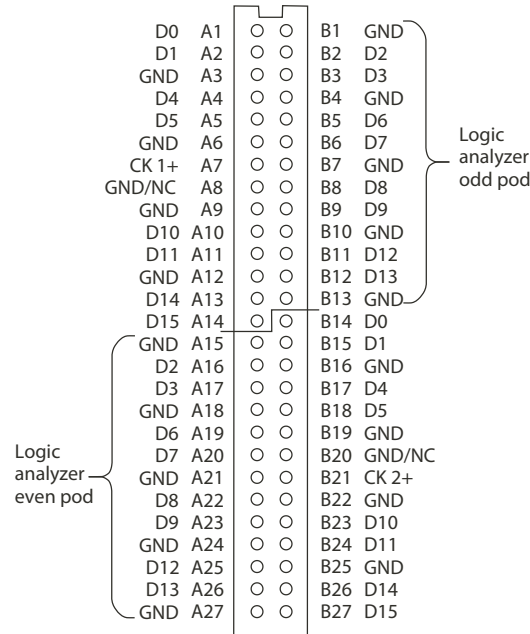 D0 A1 B1 GND
D1 A2 B2 D2
GND A3 B3 D3
D4 A4 B4 GND
D5 A5 B5 D6
GND A6 B6 D7
CK 1+ A7 B7 GND
GND/NC A8 B8 D8
GND A9 B9 D9
D10 A10 B10 GND
D11 A11 B11 D12
GND A12 B12 D13
D14 A13 B13 GND
D15 A14 B14 D0
GND A15 B15 D1
D2 A16 B16 GND
D3 A17 B17 D4
GND A18 B18 D5
D6 A19 B19 GND
D7 A20 B20 GND/NC
GND A21 B21 CK 2+
D8 A22 B22 GND
D9 A23 B23 D10
GND A24 B24 D11
D12 A25 B25 GND
D13 A26 B26 D14
GND A27 B27 D15
Logic
analyzer
odd pod
Logic
analyzer
even pod